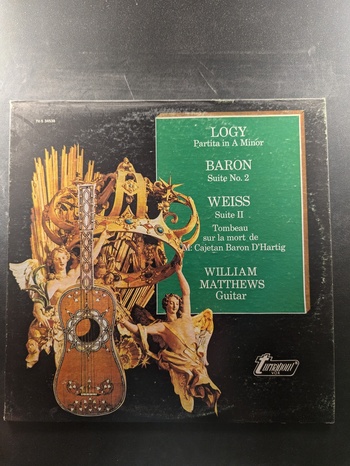 LOGY
Partita in A Minor
BARON
Suite No. 2
WEISS
Suite II
Tombeau
sur la mort de
M: Cajetan Baron D'Hartig
WILLIAM
MATTHEWS
Guitar
Turnabout